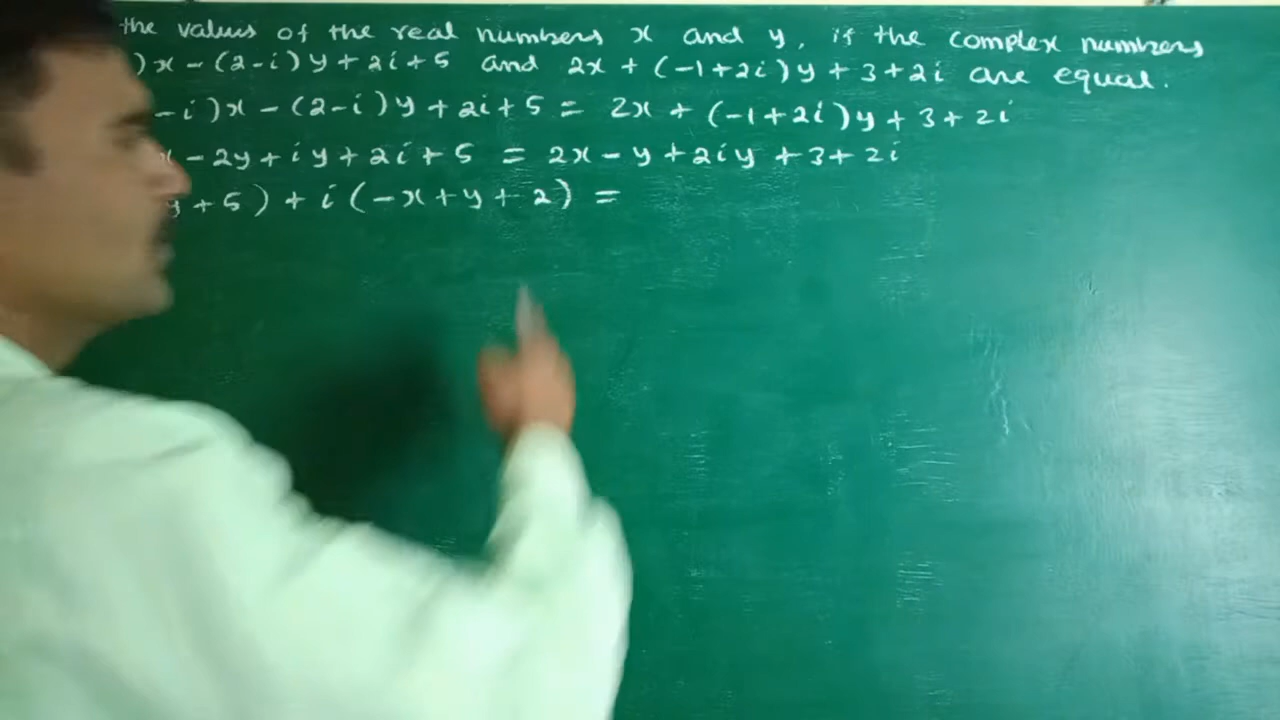 the values of the real numbers x and y, if the complex numbers
)x - (2-i)y + 2i + 5 and 2x + (-1+2i)y + 3 + 2i are equal.
-i)x - (2-i)y + 2i + 5 = 2x + (-1+2i)y + 3 + 2i
x - 2y + iy + 2i + 5 = 2x - y + 2iy + 3 + 2i
y + 5) + i(-x + y + 2) =